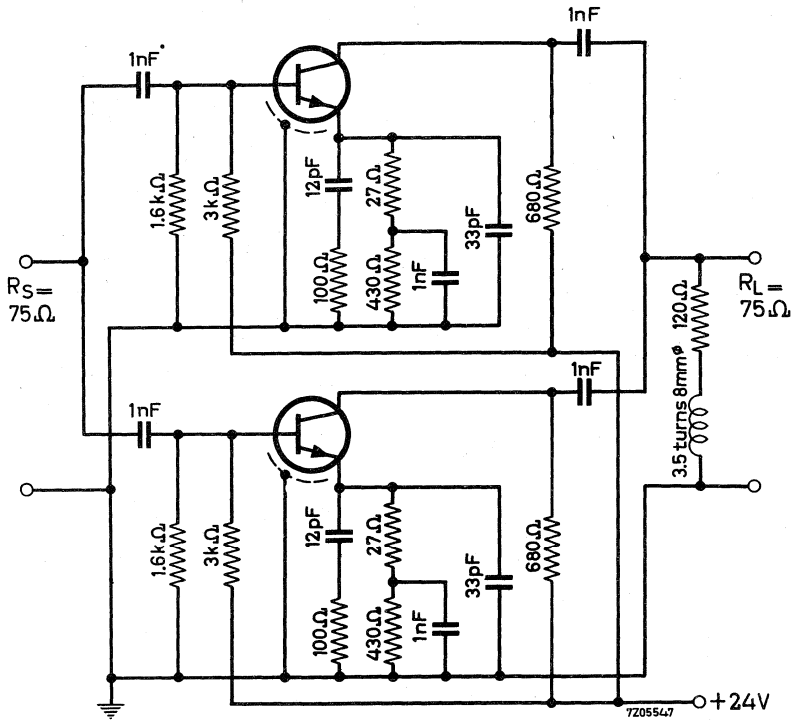 1nF
1nF
12pF
27Ω
1.6kΩ
3kΩ
33pF
680Ω
100Ω
430Ω
1nF
RS=
75Ω
RL=
75Ω
120Ω
3.5 turns 8mmø
1nF
1nF
12pF
27Ω
1.6kΩ
3kΩ
33pF
680Ω
100Ω
430Ω
1nF
+24V
7Z05547